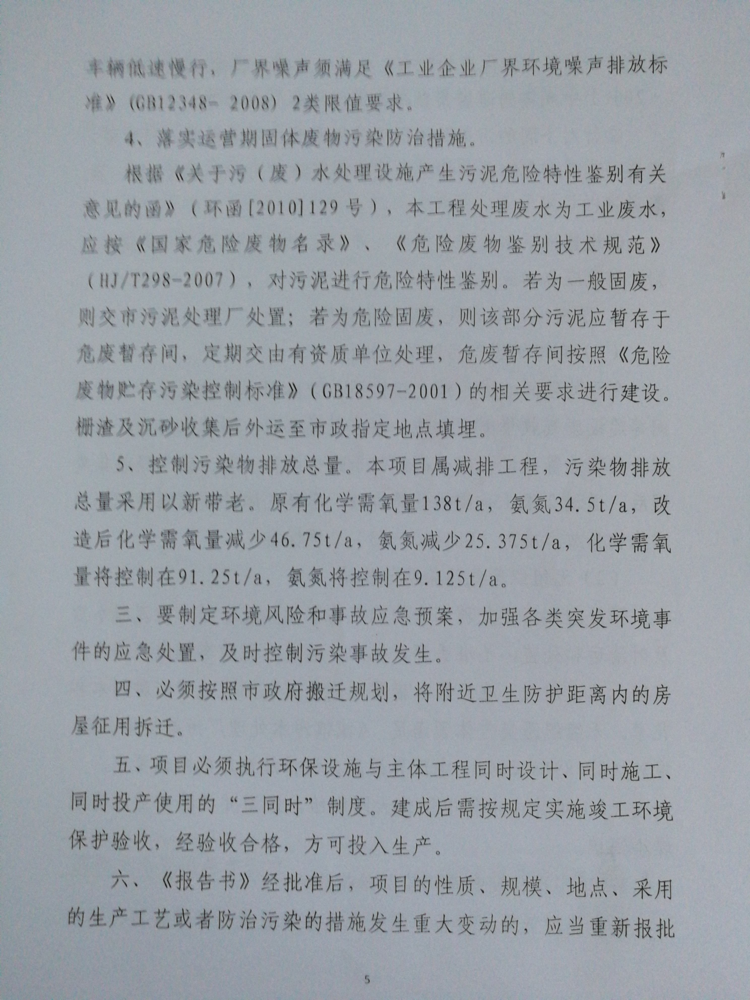 车辆低速慢行，厂界噪声须满足《工业企业厂界环境噪声排放标
准》(GB12348- 2008) 2类限值要求。
4、落实运营期固体废物污染防治措施。
根据《关于污（废）水处理设施产生污泥危险特性鉴别有关
意见的函》（环函[2010]129号），本工程处理废水为工业废水，
应按《国家危险废物名录》、《危险废物鉴别技术规范》
（HJ/T298-2007），对污泥进行危险特性鉴别。若为一般固废，
则交市污泥处理厂处置；若为危险固废，则该部分污泥应暂存于
危废暂存间，定期交由有资质单位处理，危废暂存间按照《危险
废物贮存污染控制标准》（GB18597-2001）的相关要求进行建设。
栅渣及沉砂收集后外运至市政指定地点填埋。
5、控制污染物排放总量。本项目属减排工程，污染物排放
总量采用以新带老。原有化学需氧量138t/a，氨氮34.5t/a，改
造后化学需氧量减少46.75t/a，氨氮减少25.375t/a，化学需氧
量将控制在91.25t/a，氨氮将控制在9.125t/a。
三、要制定环境风险和事故应急预案，加强各类突发环境事
件的应急处置，及时控制污染事故发生。
四、必须按照市政府搬迁规划，将附近卫生防护距离内的房
屋征用拆迁。
五、项目必须执行环保设施与主体工程同时设计、同时施工、
同时投产使用的“三同时”制度。建成后需按规定实施竣工环境
保护验收，经验收合格，方可投入生产。
六、《报告书》经批准后，项目的性质、规模、地点、采用
的生产工艺或者防治污染的措施发生重大变动的，应当重新报批
5